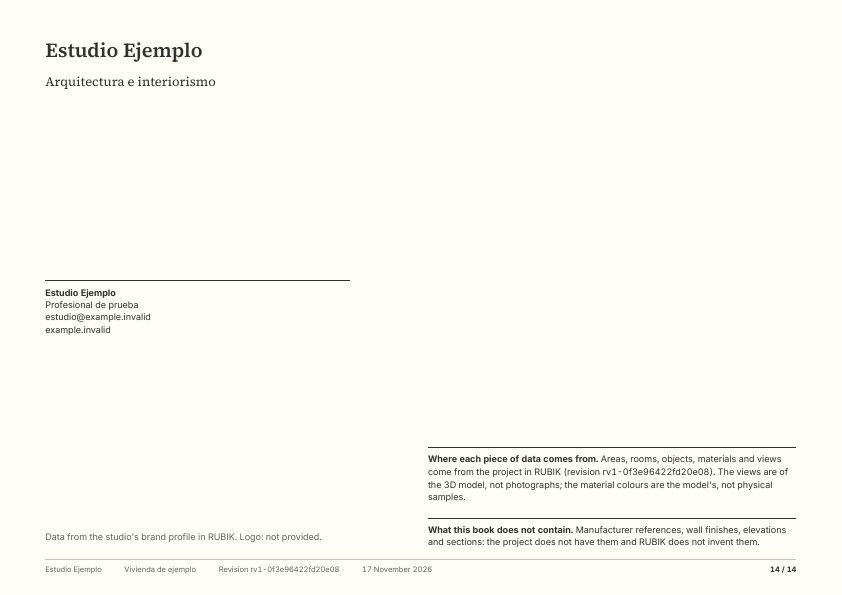 Estudio Ejemplo
Arquitectura e interiorismo
Estudio Ejemplo
Profesional de prueba
estudio@example.invalid
example.invalid
Data from the studio's brand profile in RUBIK. Logo: not provided.
Where each piece of data comes from. Areas, rooms, objects, materials and views
come from the project in RUBIK (revision rv1-0f3e96422fd20e08). The views are of
the 3D model, not photographs; the material colours are the model's, not physical
samples.
What this book does not contain. Manufacturer references, wall finishes, elevations
and sections: the project does not have them and RUBIK does not invent them.
Estudio Ejemplo Vivienda de ejemplo Revision rv1-0f3e96422fd20e08 17 November 2026 14 / 14